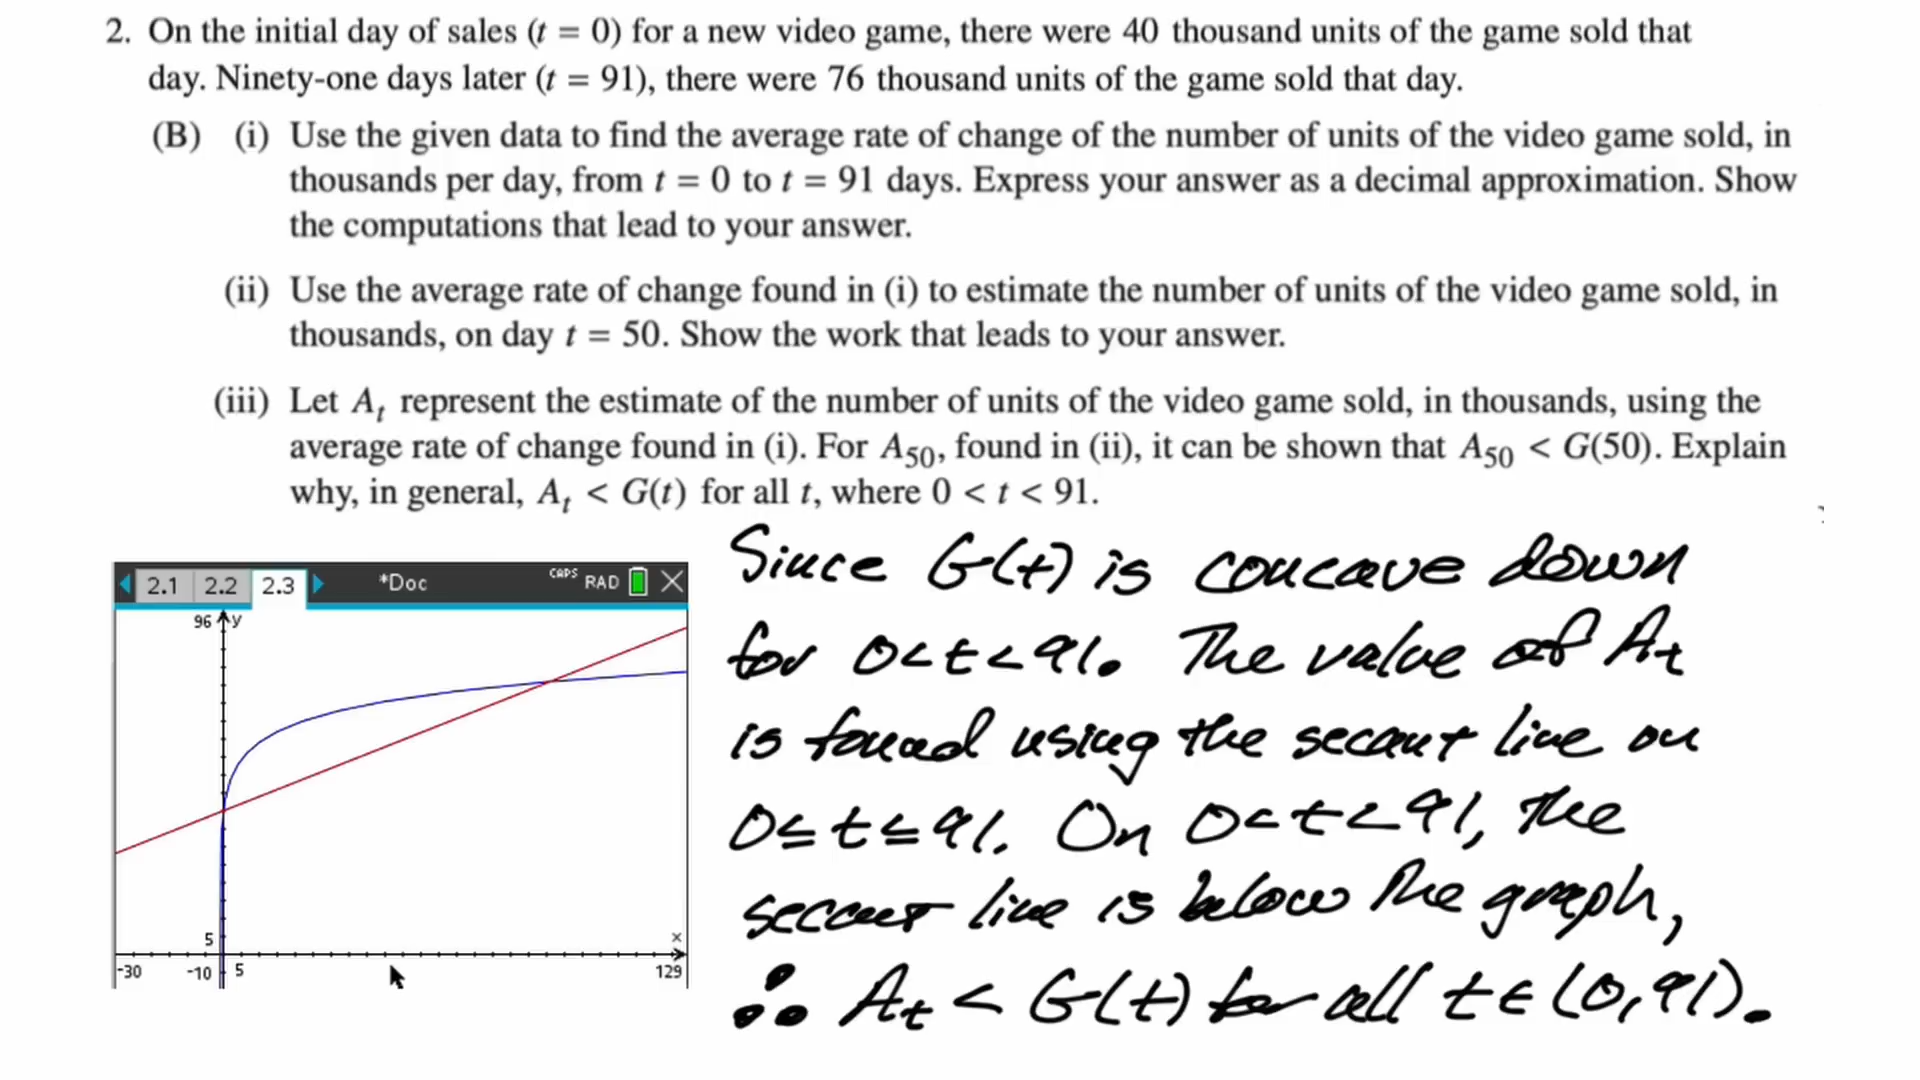 2. On the initial day of sales (t = 0) for a new video game, there were 40 thousand units of the game sold that
day. Ninety-one days later (t = 91), there were 76 thousand units of the game sold that day.
(B) (i) Use the given data to find the average rate of change of the number of units of the video game sold, in
thousands per day, from t = 0 to t = 91 days. Express your answer as a decimal approximation. Show
the computations that lead to your answer.
(ii) Use the average rate of change found in (i) to estimate the number of units of the video game sold, in
thousands, on day t = 50. Show the work that leads to your answer.
(iii) Let Aₜ represent the estimate of the number of units of the video game sold, in thousands, using the
average rate of change found in (i). For A₅₀, found in (ii), it can be shown that A₅₀ < G(50). Explain
why, in general, Aₜ < G(t) for all t, where 0 < t < 91.
2.1 2.2 2.3 *Doc CAPS RAD
96 y
5
x
-30 -10 5 129
Since G(t) is concave down
for 0<t<91. The value of Aₜ
is found using the secant line on
0≤t≤91. On 0<t<91, the
secant line is below the graph,
∴ Aₜ < G(t) for all t∈(0,91).